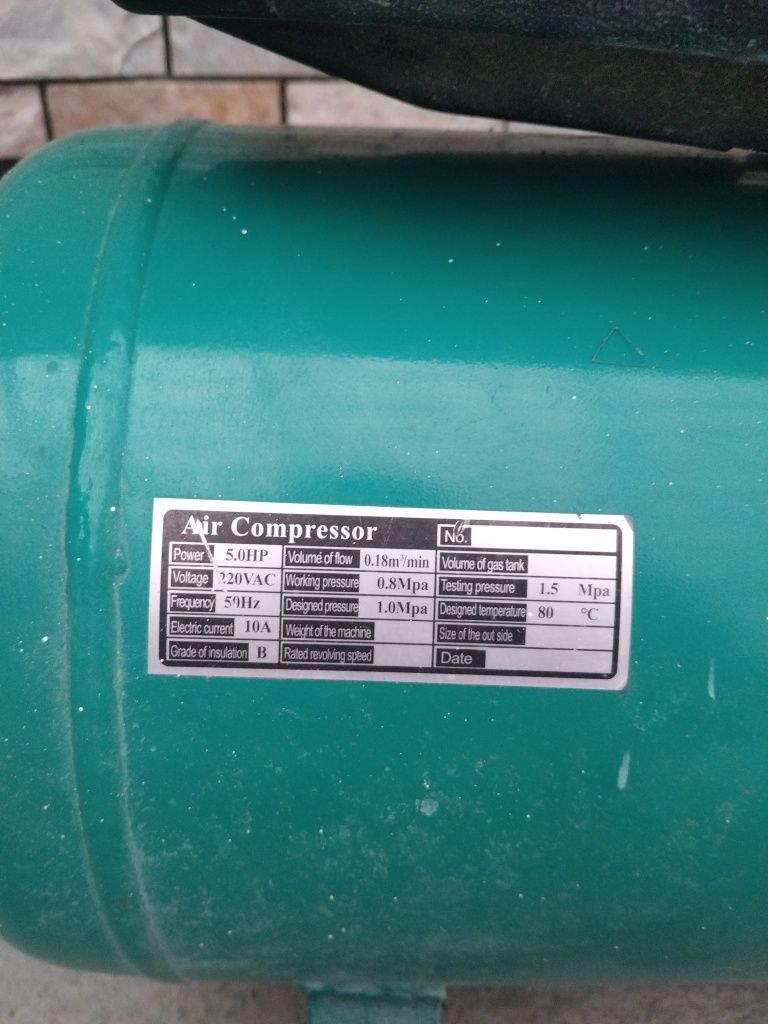 Air Compressor No.
Power 5.0HP Volume of flow 0.18m³/min Volume of gas tank
Voltage 220VAC Working pressure 0.8Mpa Testing pressure 1.5 Mpa
Frequency 50Hz Designed pressure 1.0Mpa Designed temperature 80 °C
Electric current 10A Weight of the machine Size of the out side
Grade of insulation B Rated revolving speed Date